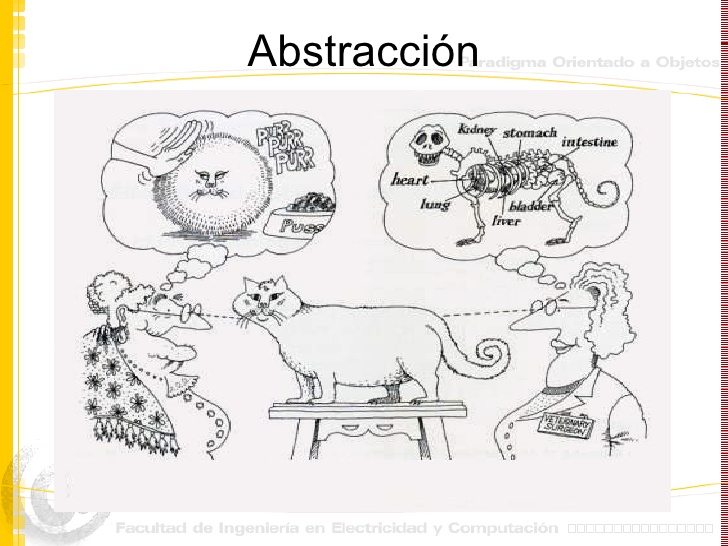 Abstracción
Paradigma Orientado a Objetos
PURR
PURR
PURR
PUSS
Kidney
stomach
intestine
heart
lung
bladder
liver
VETERINARY
SURGEON
Facultad de Ingeniería en Electricidad y Computación